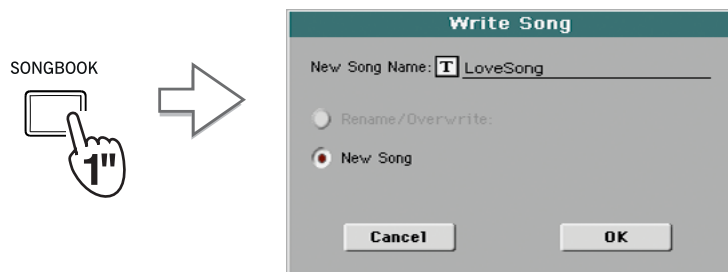 SONGBOOK
1"
Write Song
New Song Name: T LoveSong
Rename/Overwrite:
New Song
Cancel OK